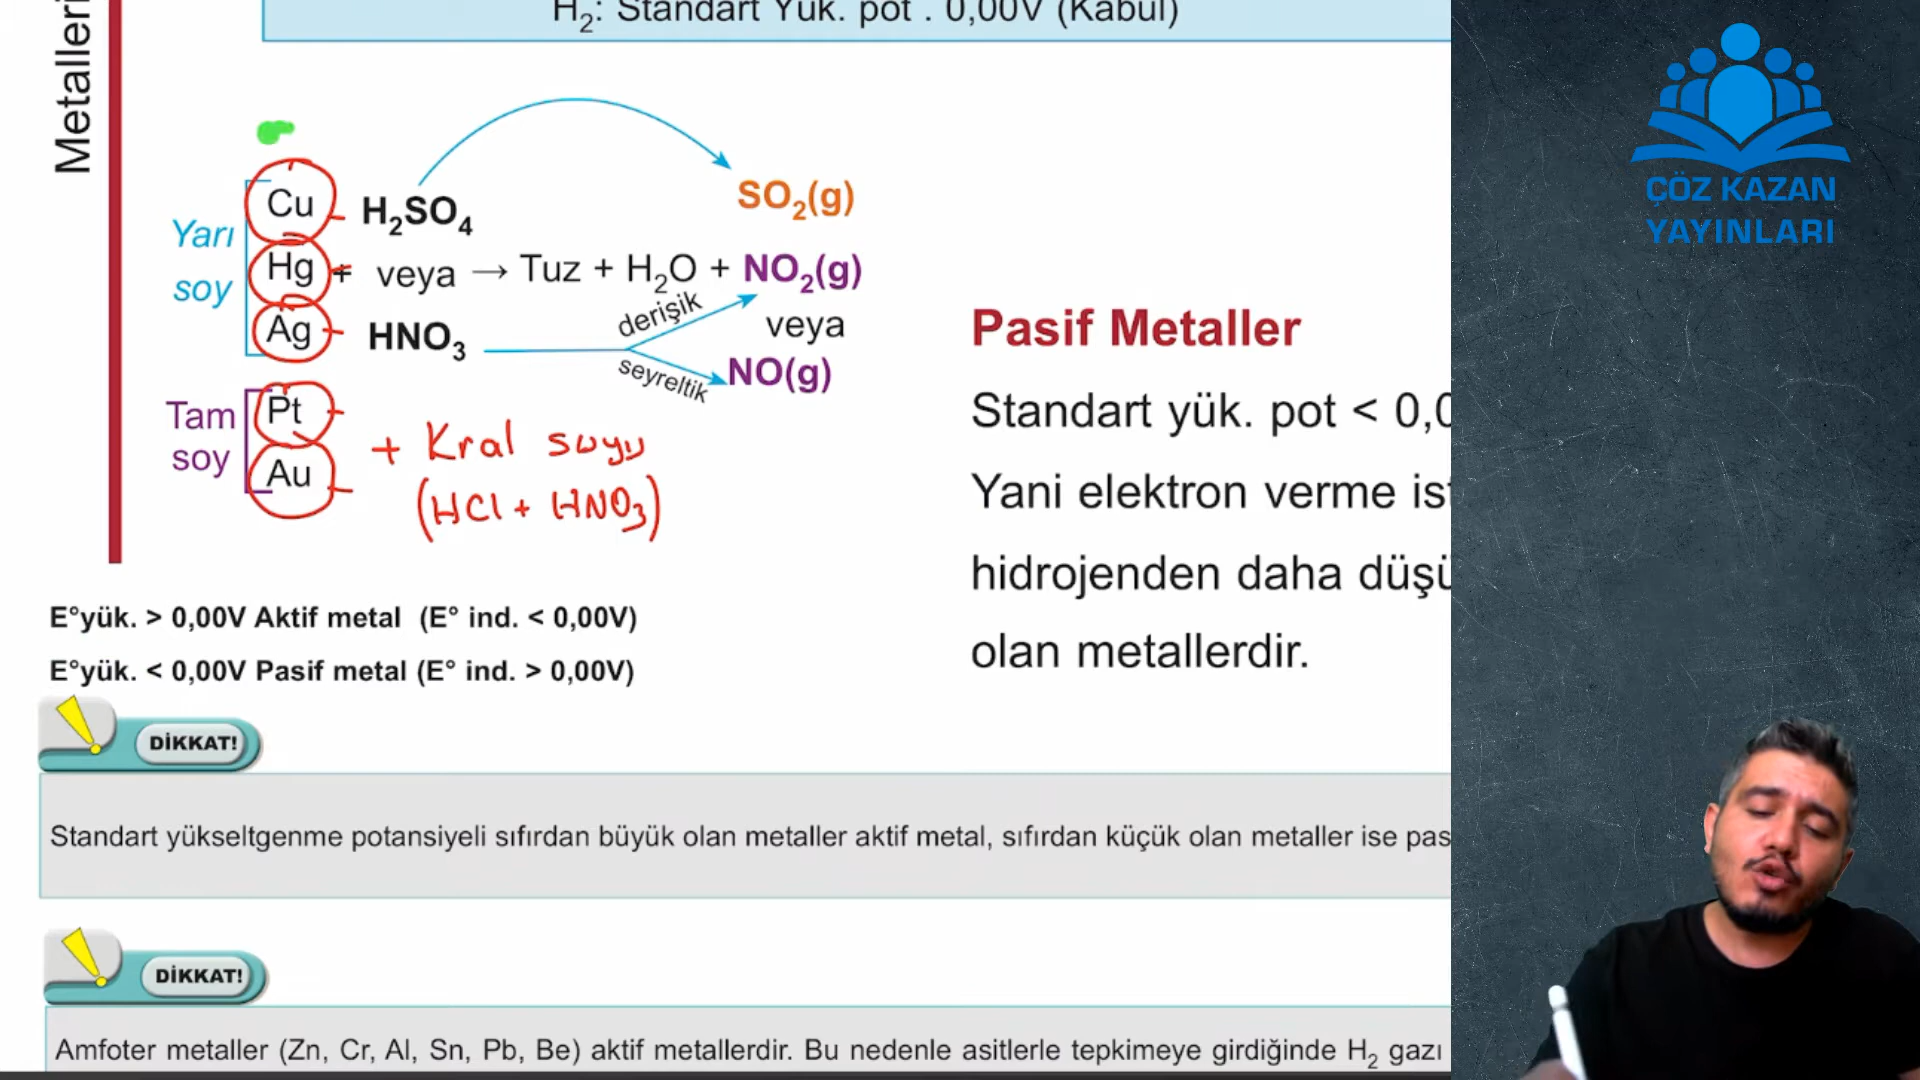 H₂: Standart Yük. pot . 0,00V (Kabul)
Metalleri
Yarı
soy
Cu
Hg
Ag
+
H₂SO₄
veya
HNO₃
→ Tuz + H₂O +
derişik
seyreltik
SO₂(g)
NO₂(g)
veya
NO(g)
Tam
soy
Pt
Au
+ Kral suyu
(HCl + HNO₃)
Pasif Metaller
Standart yük. pot < 0,0
Yani elektron verme ist
hidrojenden daha düşü
olan metallerdir.
E°yük. > 0,00V Aktif metal (E° ind. < 0,00V)
E°yük. < 0,00V Pasif metal (E° ind. > 0,00V)
DİKKAT!
Standart yükseltgenme potansiyeli sıfırdan büyük olan metaller aktif metal, sıfırdan küçük olan metaller ise pas
DİKKAT!
Amfoter metaller (Zn, Cr, Al, Sn, Pb, Be) aktif metallerdir. Bu nedenle asitlerle tepkimeye girdiğinde H₂ gazı
ÇÖZ KAZAN
YAYINLARI